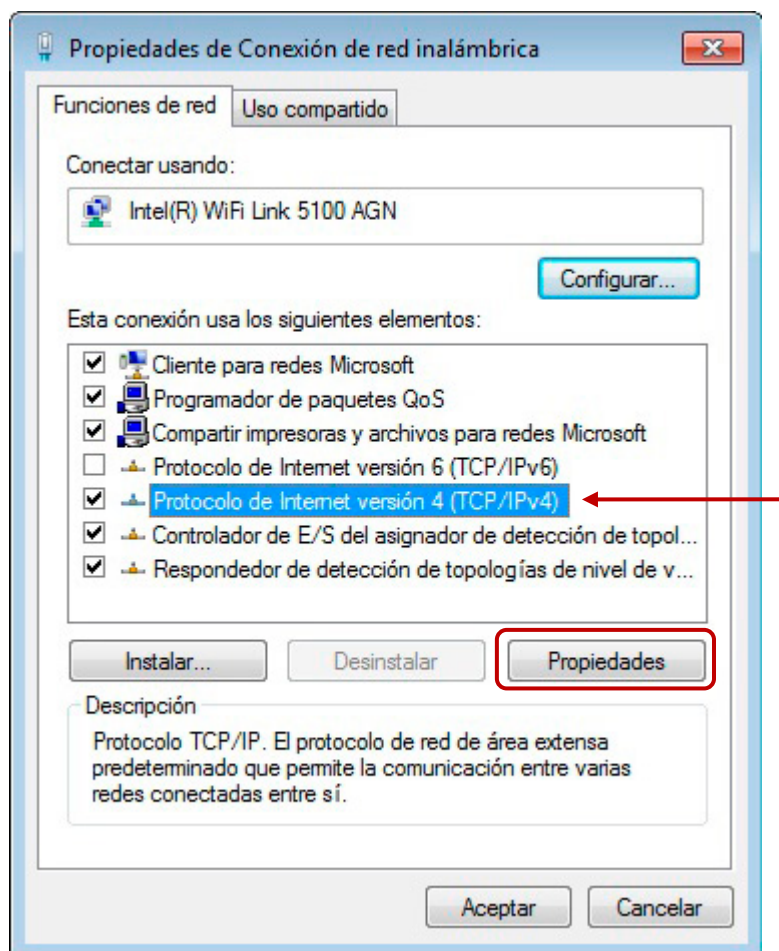 Propiedades de Conexión de red inalámbrica
Funciones de red
Uso compartido
Conectar usando:
Intel(R) WiFi Link 5100 AGN
Configurar...
Esta conexión usa los siguientes elementos:
Cliente para redes Microsoft
Programador de paquetes QoS
Compartir impresoras y archivos para redes Microsoft
Protocolo de Internet versión 6 (TCP/IPv6)
Protocolo de Internet versión 4 (TCP/IPv4)
Controlador de E/S del asignador de detección de topol...
Respondedor de detección de topologías de nivel de v...
Instalar...
Desinstalar
Propiedades
Descripción
Protocolo TCP/IP. El protocolo de red de área extensa
predeterminado que permite la comunicación entre varias
redes conectadas entre sí.
Aceptar
Cancelar